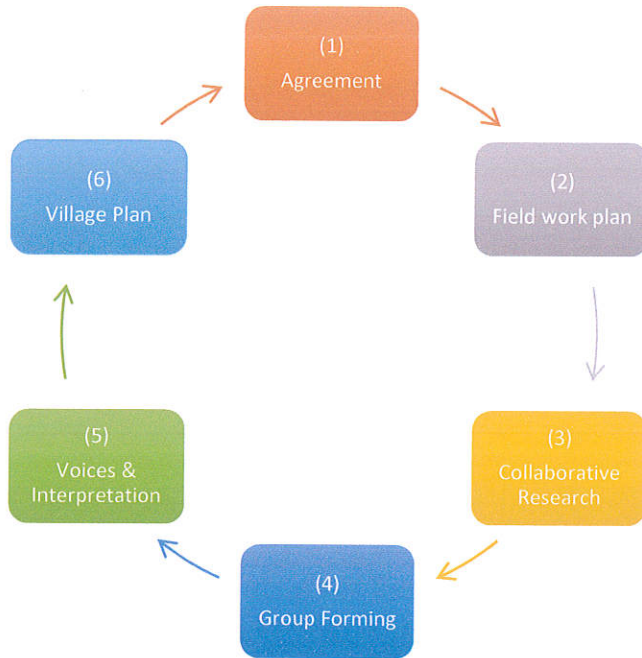 (1)
Agreement
(2)
Field work plan
(3)
Collaborative
Research
(4)
Group Forming
(5)
Voices &
Interpretation
(6)
Village Plan